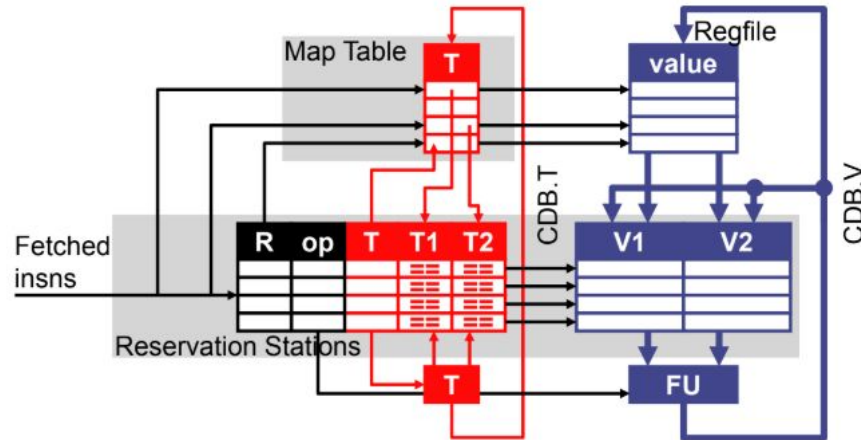 Regfile
Map Table
T
value
CDB.T
CDB.V
R op T T1 T2
V1 V2
Fetched
insns
== ==
== ==
== ==
== ==
Reservation Stations
T
FU